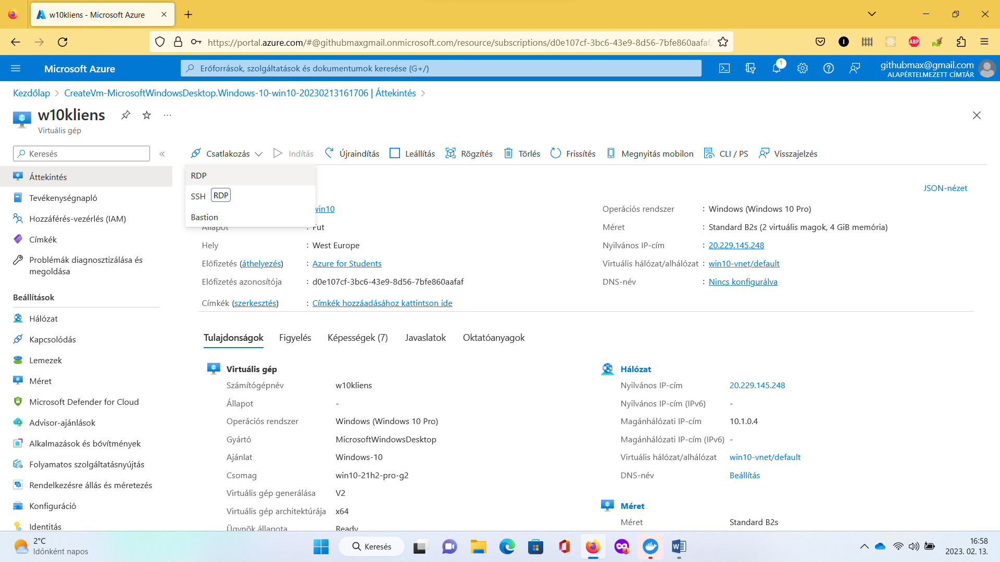 w10kliens - Microsoft Azure
https://portal.azure.com/#@githubmaxgmail.onmicrosoft.com/resource/subscriptions/d0e107cf-3bc6-43e9-8d56-7bfe860aafaf/
ABP
Microsoft Azure
Erőforrások, szolgáltatások és dokumentumok keresése (G+/)
1
githubmax@gmail.com
ALAPÉRTELMEZETT CÍMTÁR
Kezdőlap > CreateVm-MicrosoftWindowsDesktop.Windows-10-win10-20230213161706 | Áttekintés >
w10kliens
Virtuális gép
Keresés
Csatlakozás
Indítás
Újraindítás
Leállítás
Rögzítés
Törlés
Frissítés
Megnyitás mobilon
CLI / PS
Visszajelzés
RDP
SSH
RDP
Bastion
Áttekintés
Tevékenységnapló
Hozzáférés-vezérlés (IAM)
Címkék
Problémák diagnosztizálása és
megoldása
Beállítások
Hálózat
Kapcsolódás
Lemezek
Méret
Microsoft Defender for Cloud
Advisor-ajánlások
Alkalmazások és bővítmények
Folyamatos szolgáltatásnyújtás
Rendelkezésre állás és méretezés
Konfiguráció
Identitás
JSON-nézet
win10
Állapot : Fut
Hely : West Europe
Előfizetés (áthelyezés) : Azure for Students
Előfizetés azonosítója : d0e107cf-3bc6-43e9-8d56-7bfe860aafaf
Címkék (szerkesztés) : Címkék hozzáadásához kattintson ide
Operációs rendszer : Windows (Windows 10 Pro)
Méret : Standard B2s (2 virtuális magok, 4 GiB memória)
Nyilvános IP-cím : 20.229.145.248
Virtuális hálózat/alhálózat : win10-vnet/default
DNS-név : Nincs konfigurálva
Tulajdonságok
Figyelés
Képességek (7)
Javaslatok
Oktatóanyagok
Virtuális gép
Számítógépnév w10kliens
Állapot -
Operációs rendszer Windows (Windows 10 Pro)
Gyártó MicrosoftWindowsDesktop
Ajánlat Windows-10
Csomag win10-21h2-pro-g2
Virtuális gép generálása V2
Virtuális gép architektúrája x64
Ügynök állapota Ready
Hálózat
Nyilvános IP-cím 20.229.145.248
Nyilvános IP-cím (IPv6) -
Magánhálózati IP-cím 10.1.0.4
Magánhálózati IP-cím (IPv6) -
Virtuális hálózat/alhálózat win10-vnet/default
DNS-név Beállítás
Méret
Méret Standard B2s
2°C
Időnként napos
Keresés
16:58
2023. 02. 13.